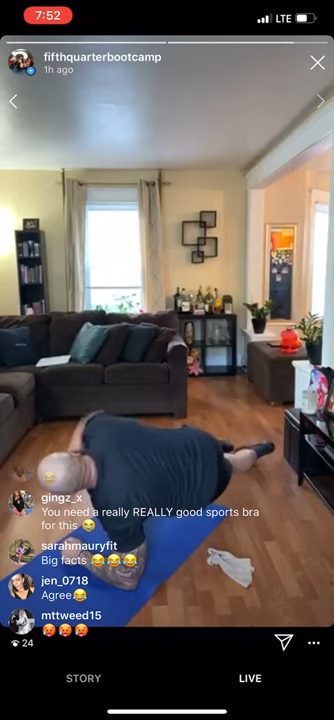 7:52
LTE
fifthquarterbootcamp
1h ago
gingz_x
You need a really REALLY good sports bra
for this 😭
sarahmauryfit
Big facts 😂😂😂
jen_0718
Agree😂
mttweed15
🥵🥵🥵
24
STORY
LIVE